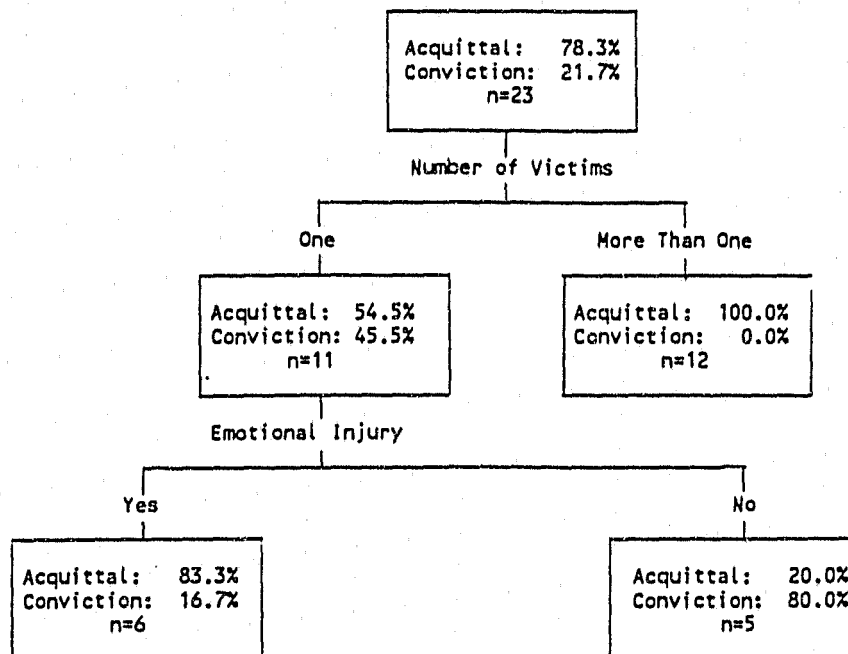 Acquittal: 78.3%
Conviction: 21.7%
n=23
Number of Victims
One
More Than One
Acquittal: 54.5%
Conviction: 45.5%
n=11
Acquittal: 100.0%
Conviction: 0.0%
n=12
Emotional Injury
Yes
No
Acquittal: 83.3%
Conviction: 16.7%
n=6
Acquittal: 20.0%
Conviction: 80.0%
n=5